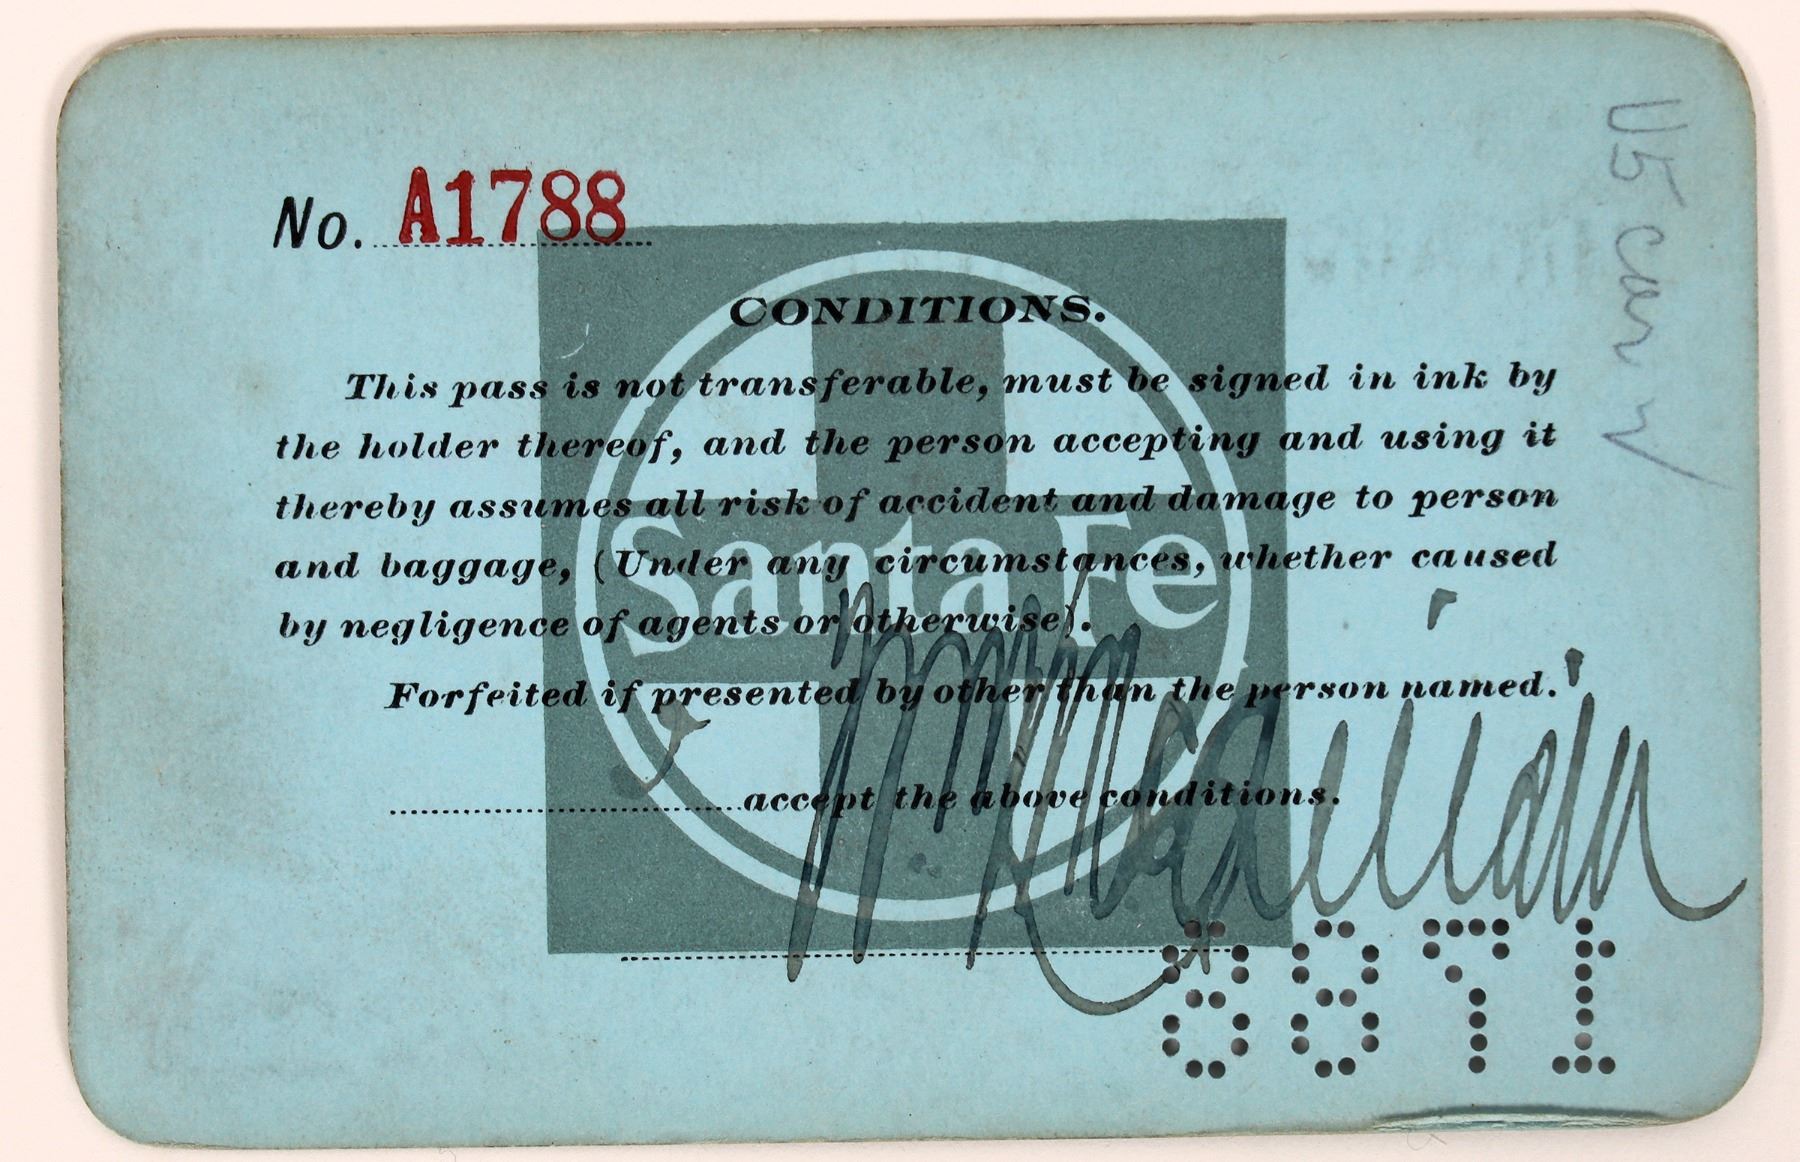 No. A1788
CONDITIONS.
This pass is not transferable, must be signed in ink by
the holder thereof, and the person accepting and using it
thereby assumes all risk of accident and damage to person
and baggage, (Under any circumstances, whether caused
by negligence of agents or otherwise).
Forfeited if presented by other than the person named.
I
accept the above conditions.
Santa Fe
1788